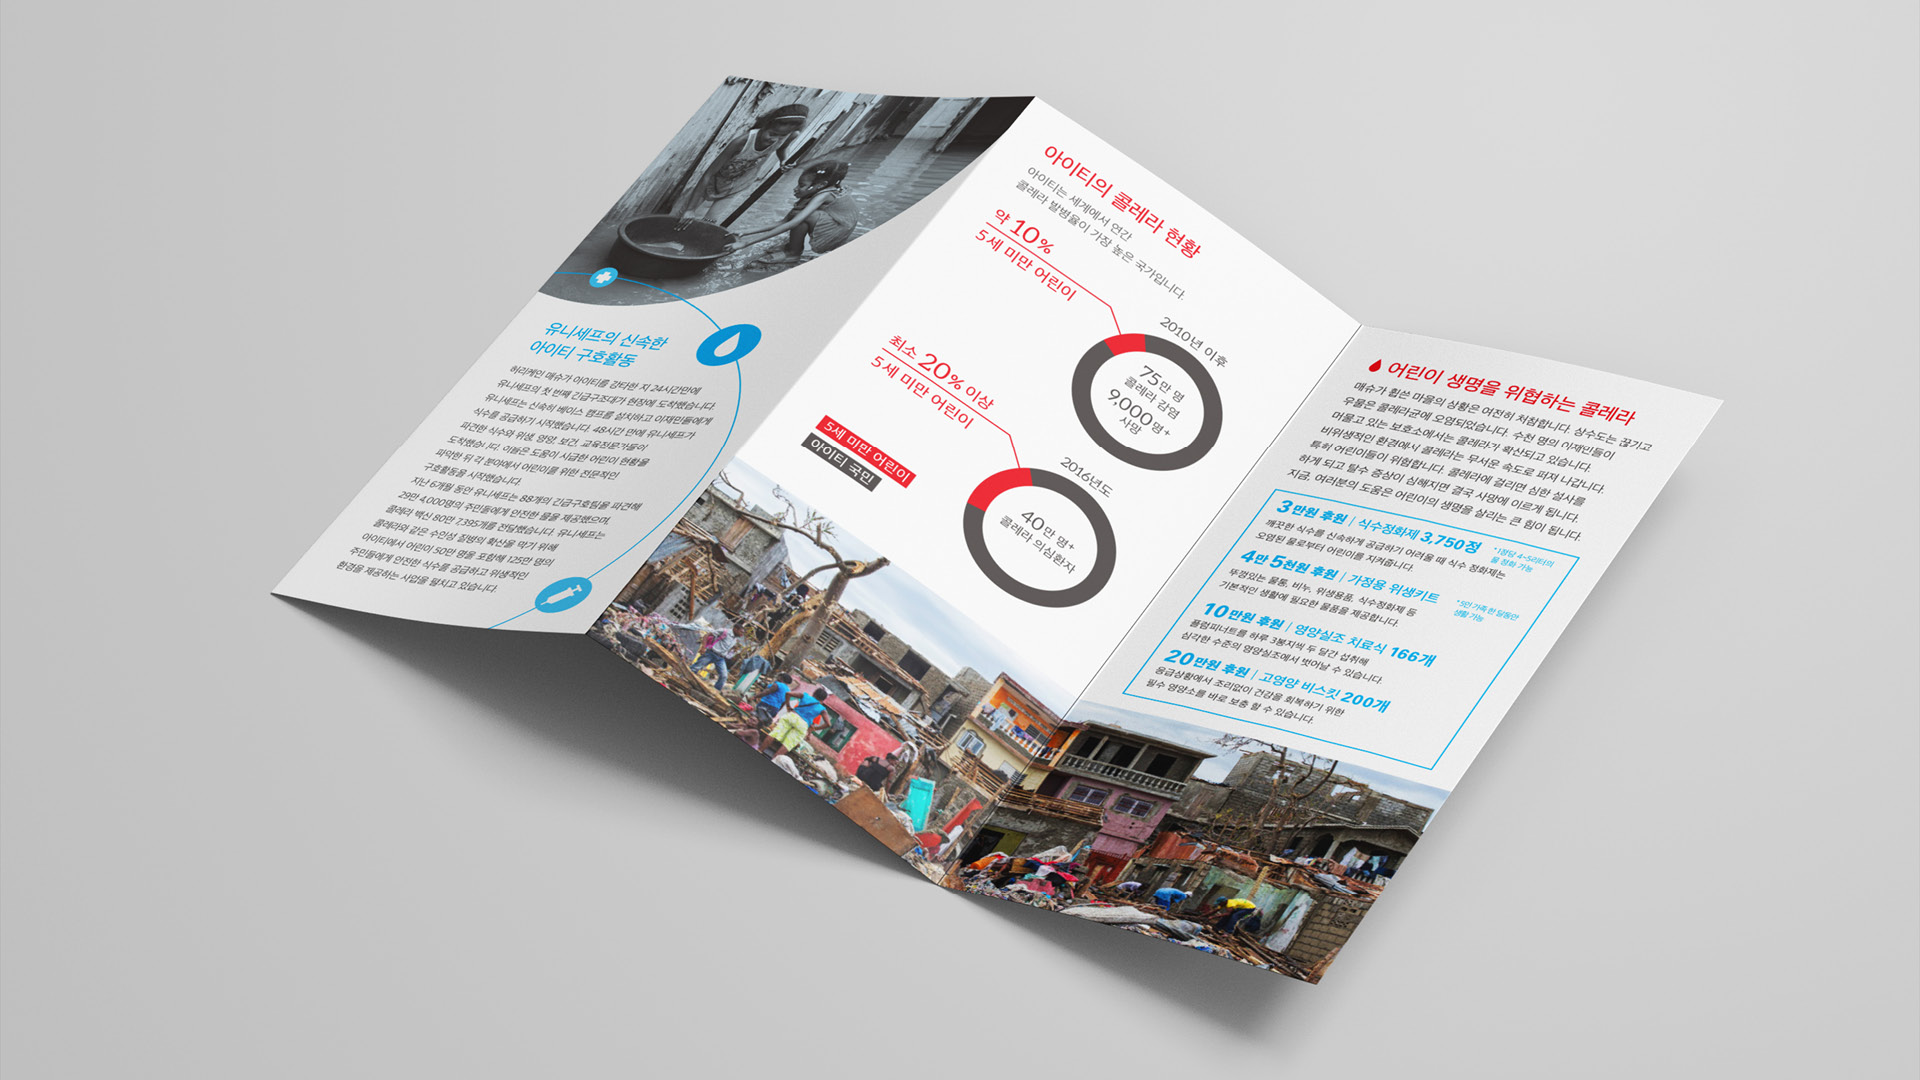 유니세프의 신속한
아이티 구호활동
허리케인 매슈가 아이티를 강타한 지 24시간만에
유니세프의 첫 번째 긴급구조대가 현장에 도착했습니다.
유니세프는 신속히 베이스 캠프를 설치하고 이재민들에게
식수를 공급하기 시작했습니다. 48시간 만에 유니세프가
파견한 식수와 위생, 영양, 보건, 교육전문가들이
도착했습니다. 이들은 도움이 시급한 어린이 현황을
파악한 뒤 각 분야에서 어린이를 위한 전문적인
구호활동을 시작했습니다.
지난 6개월 동안 유니세프는 88개의 긴급구호팀을 파견해
29만 4,000명의 주민들에게 안전한 물을 제공했으며
콜레라 백신 80만 7,395개를 전달했습니다. 유니세프는
콜레라와 같은 수인성 질병의 확산을 막기 위해
아이티에서 어린이 50만 명을 포함해 125만 명의
주민들에게 안전한 식수를 공급하고 위생적인
환경을 제공하는 사업을 펼치고 있습니다.
아이티의 콜레라 현황
아이티는 세계에서 연간
콜레라 발병율이 가장 높은 국가입니다.
약 10%
5세 미만 어린이
2010년 이후
75만 명
콜레라 감염
9,000명+
사망
최소 20% 이상
5세 미만 어린이
5세 미만 어린이
아이티 국민
2016년도
40만 명+
콜레라 의심환자
어린이 생명을 위협하는 콜레라
매슈가 휩쓴 마을의 상황은 여전히 처참합니다. 상수도는 끊기고
우물은 콜레라균에 오염되었습니다. 수천 명의 이재민들이
머물고 있는 보호소에서는 콜레라가 확산되고 있습니다.
비위생적인 환경에서 콜레라는 무서운 속도로 퍼져 나갑니다.
특히 어린이들이 위험합니다. 콜레라에 걸리면 심한 설사를
하게 되고 탈수 증상이 심해지면 결국 사망에 이르게 됩니다.
지금, 여러분의 도움은 어린이의 생명을 살리는 큰 힘이 됩니다.
3만원 후원 | 식수정화제 3,750정
*1정당 4~5리터의
물 정화 가능
깨끗한 식수를 신속하게 공급하기 어려울 때 식수 정화제는
오염된 물로부터 어린이를 지켜줍니다.
4만 5천원 후원 | 가정용 위생키트
*5인 가족 한 달동안
생활 가능
뚜껑있는 물통, 비누, 위생용품, 식수정화제 등
기본적인 생활에 필요한 물품을 제공합니다.
10만원 후원 | 영양실조 치료식 166개
플럼피너트를 하루 3봉지씩 두 달간 섭취해
심각한 수준의 영양실조에서 벗어날 수 있습니다.
20만원 후원 | 고영양 비스킷 200개
응급상황에서 조리없이 건강을 회복하기 위한
필수 영양소를 바로 보충 할 수 있습니다.